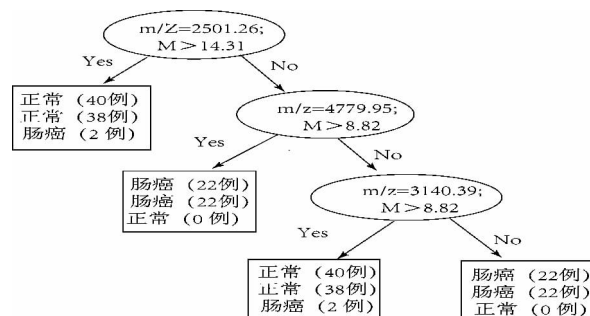 m/Z=2501.26;
M>14.31
Yes
No
正常 (40例)
正常 (38例)
肠癌 (2 例)
m/z=4779.95;
M>8.82
Yes
No
肠癌 (22例)
肠癌 (22例)
正常 (0 例)
m/z=3140.39;
M>8.82
Yes
No
正常 (40例)
正常 (38例)
肠癌 (2 例)
肠癌 (22例)
肠癌 (22例)
正常 (0 例)